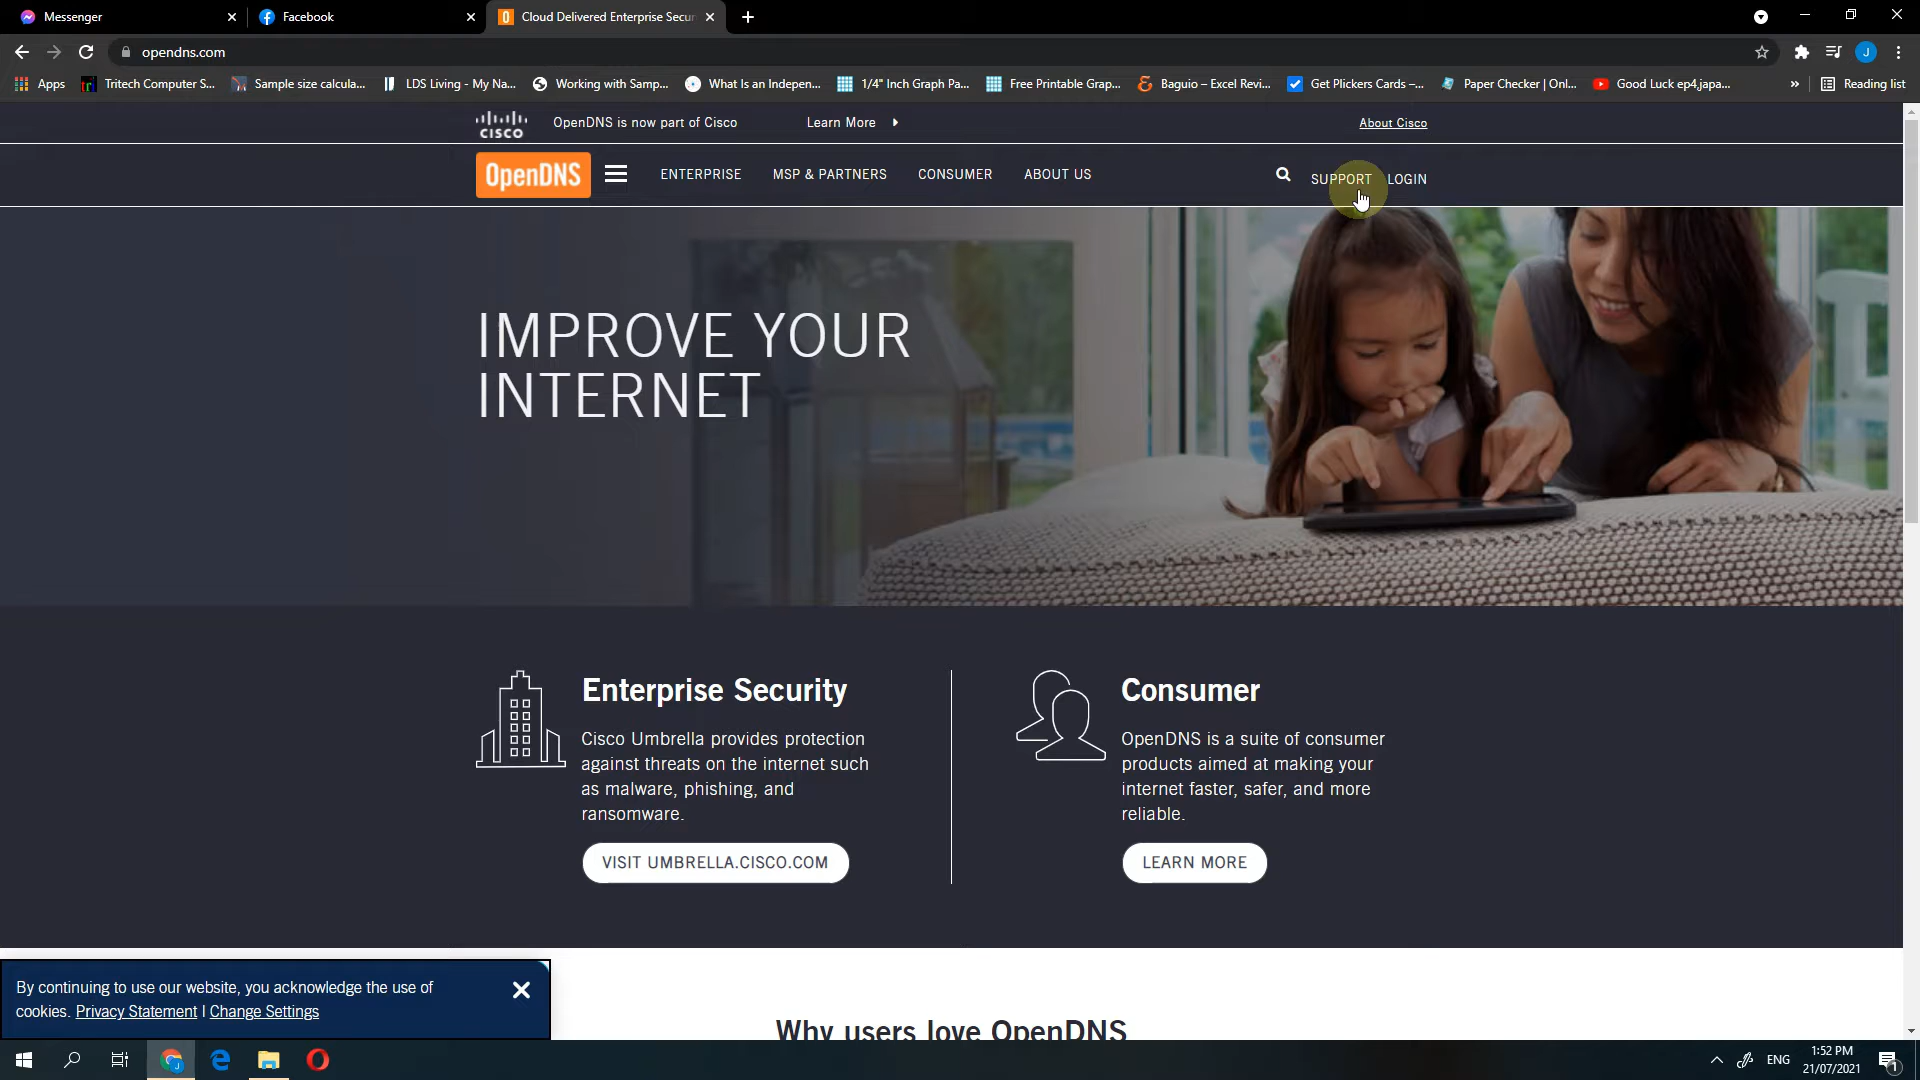 Messenger
Facebook
Cloud Delivered Enterprise Secur
opendns.com
J
Apps
Tritech Computer S...
Sample size calcula...
LDS Living - My Na...
Working with Samp...
What Is an Indepen...
1/4" Inch Graph Pa...
Free Printable Grap...
Baguio – Excel Revi...
Get Plickers Cards –...
Paper Checker | Onl...
Good Luck ep4,japa...
»
Reading list
CISCO
OpenDNS is now part of Cisco
Learn More
About Cisco
OpenDNS
ENTERPRISE
MSP & PARTNERS
CONSUMER
ABOUT US
SUPPORT
LOGIN
IMPROVE YOUR
INTERNET
Enterprise Security
Cisco Umbrella provides protection
against threats on the internet such
as malware, phishing, and
ransomware.
VISIT UMBRELLA.CISCO.COM
Consumer
OpenDNS is a suite of consumer
products aimed at making your
internet faster, safer, and more
reliable.
LEARN MORE
By continuing to use our website, you acknowledge the use of
cookies. Privacy Statement | Change Settings
Why users love OpenDNS
ENG
1:52 PM
21/07/2021
1